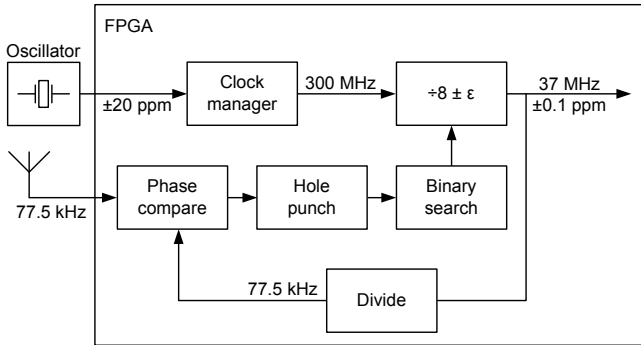 FPGA
Oscillator
±20 ppm
Clock
manager
300 MHz
÷8 ± ε
37 MHz
±0.1 ppm
77.5 kHz
Phase
compare
Hole
punch
Binary
search
77.5 kHz
Divide